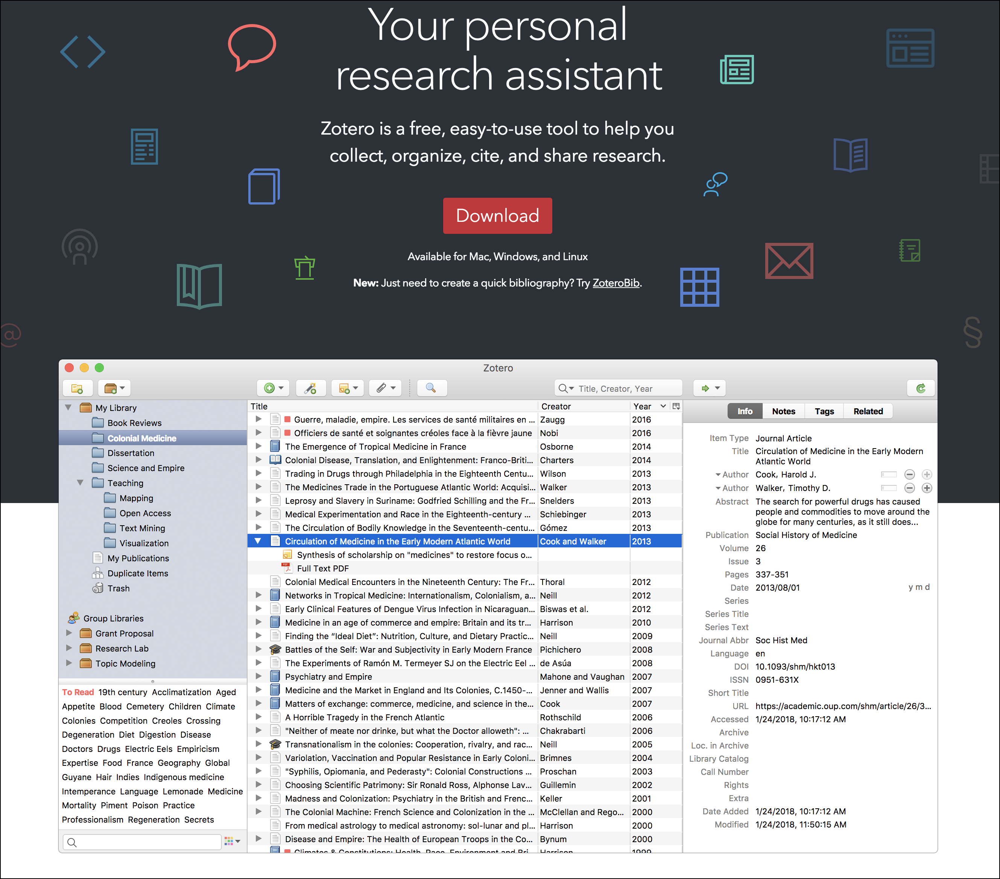 Your personal
research assistant
Zotero is a free, easy-to-use tool to help you
collect, organize, cite, and share research.
Download
Available for Mac, Windows, and Linux
New: Just need to create a quick bibliography? Try ZoteroBib.
@
§
Zotero
Title, Creator, Year
My Library
Book Reviews
Colonial Medicine
Dissertation
Science and Empire
Teaching
Mapping
Open Access
Text Mining
Visualization
My Publications
Duplicate Items
Trash
Group Libraries
Grant Proposal
Research Lab
Topic Modeling
To Read 19th century Acclimatization Aged
Appetite Blood Cemetery Children Climate
Colonies Competition Creoles Crossing
Degeneration Diet Digestion Disease
Doctors Drugs Electric Eels Empiricism
Expertise Food France Geography Global
Guyane Hair Indies Indigenous medicine
Intemperance Language Lemonade Medicine
Mortality Piment Poison Practice
Professionalism Regeneration Secrets
Title Creator Year
Guerre, maladie, empire. Les services de santé militaires en ... Zaugg 2016
Officiers de santé et soignantes créoles face à la fièvre jaune Nobi 2016
The Emergence of Tropical Medicine in France Osborne 2014
Colonial Disease, Translation, and Enlightenment: Franco-Briti... Charters 2014
Trading in Drugs through Philadelphia in the Eighteenth Centu... Wilson 2013
The Medicines Trade in the Portuguese Atlantic World: Acquisi... Walker 2013
Leprosy and Slavery in Suriname: Godfried Schilling and the Fr... Snelders 2013
Medical Experimentation and Race in the Eighteenth-century ... Schiebinger 2013
The Circulation of Bodily Knowledge in the Seventeenth-centu... Gómez 2013
Circulation of Medicine in the Early Modern Atlantic World Cook and Walker 2013
Synthesis of scholarship on "medicines" to restore focus o...
PDF Full Text PDF
Colonial Medical Encounters in the Nineteenth Century: The Fr... Thoral 2012
Networks in Tropical Medicine: Internationalism, Colonialism, a... Neill 2012
Early Clinical Features of Dengue Virus Infection in Nicaraguan... Biswas et al. 2012
Medicine in an age of commerce and empire: Britain and its tr... Harrison 2010
Finding the “Ideal Diet”: Nutrition, Culture, and Dietary Practic... Neill 2009
Battles of the Self: War and Subjectivity in Early Modern France Pichichero 2008
The Experiments of Ramón M. Termeyer SJ on the Electric Eel ... de Asúa 2008
Psychiatry and Empire Mahone and Vaughan 2007
Medicine and the Market in England and Its Colonies, C.1450-... Jenner and Wallis 2007
Matters of exchange: commerce, medicine, and science in the... Cook 2007
A Horrible Tragedy in the French Atlantic Rothschild 2006
"Neither of meate nor drinke, but what the Doctor alloweth": ... Chakrabarti 2006
Transnationalism in the colonies: Cooperation, rivalry, and rac... Neill 2005
Variolation, Vaccination and Popular Resistance in Early Coloni... Brimnes 2004
"Syphilis, Opiomania, and Pederasty": Colonial Constructions ... Proschan 2003
Choosing Scientific Patrimony: Sir Ronald Ross, Alphonse Lav... Guillemin 2002
Madness and Colonization: Psychiatry in the British and Frenc... Keller 2001
The Colonial Machine: French Science and Colonization in the ... McClellan and Rego... 2000
From medical astrology to medical astronomy: sol-lunar and pl... Harrison 2000
Disease and Empire: The Health of European Troops in the Co... Bynum 2000
Climates & Constitutions: Health, Race, Environment and Bri... Harrison 1999
Info Notes Tags Related
Item Type Journal Article
Title Circulation of Medicine in the Early Modern
Atlantic World
Author Cook, Harold J.
Author Walker, Timothy D.
Abstract The search for powerful drugs has caused
people and commodities to move around the
globe for many centuries, as it still does...
Publication Social History of Medicine
Volume 26
Issue 3
Pages 337-351
Date 2013/08/01 y m d
Series
Series Title
Series Text
Journal Abbr Soc Hist Med
Language en
DOI 10.1093/shm/hkt013
ISSN 0951-631X
Short Title
URL https://academic.oup.com/shm/article/26/3...
Accessed 1/24/2018, 10:17:12 AM
Archive
Loc. in Archive
Library Catalog
Call Number
Rights
Extra
Date Added 1/24/2018, 10:17:12 AM
Modified 1/24/2018, 11:50:15 AM